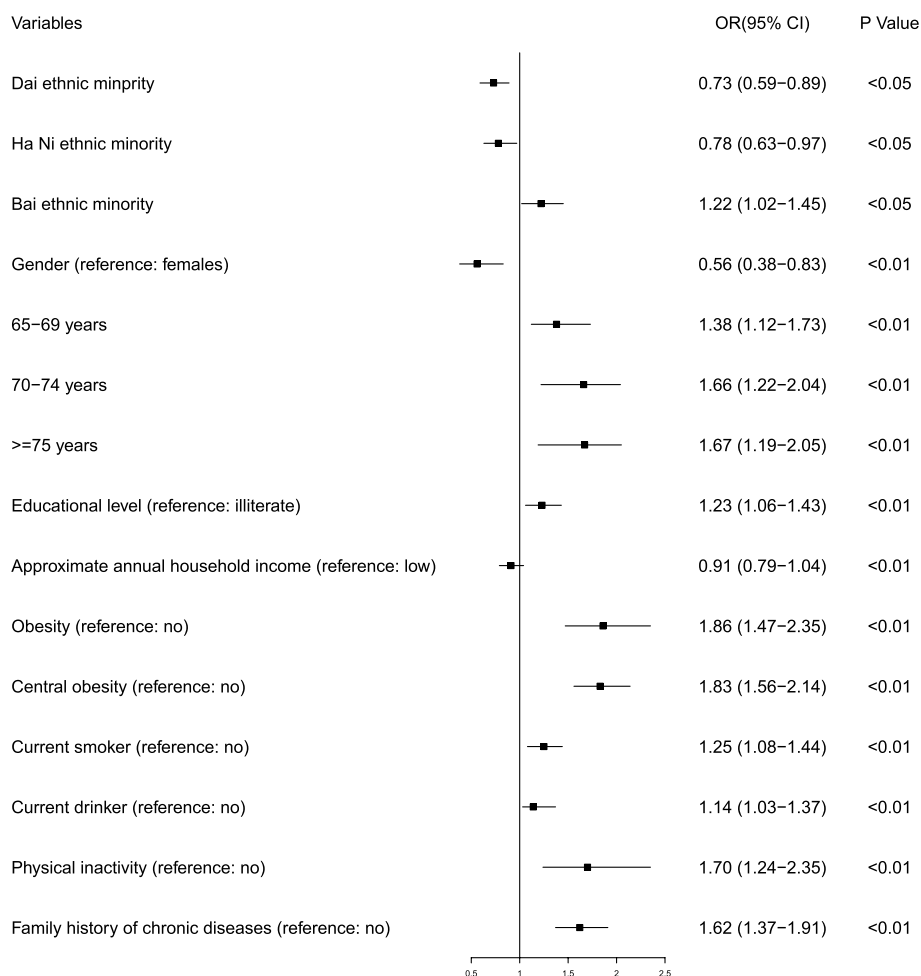 Variables OR(95% CI) P Value
Dai ethnic minprity 0.73 (0.59−0.89) <0.05
Ha Ni ethnic minority 0.78 (0.63−0.97) <0.05
Bai ethnic minority 1.22 (1.02−1.45) <0.05
Gender (reference: females) 0.56 (0.38−0.83) <0.01
65−69 years 1.38 (1.12−1.73) <0.01
70−74 years 1.66 (1.22−2.04) <0.01
>=75 years 1.67 (1.19−2.05) <0.01
Educational level (reference: illiterate) 1.23 (1.06−1.43) <0.01
Approximate annual household income (reference: low) 0.91 (0.79−1.04) <0.01
Obesity (reference: no) 1.86 (1.47−2.35) <0.01
Central obesity (reference: no) 1.83 (1.56−2.14) <0.01
Current smoker (reference: no) 1.25 (1.08−1.44) <0.01
Current drinker (reference: no) 1.14 (1.03−1.37) <0.01
Physical inactivity (reference: no) 1.70 (1.24−2.35) <0.01
Family history of chronic diseases (reference: no) 1.62 (1.37−1.91) <0.01
0.5 1 1.5 2 2.5